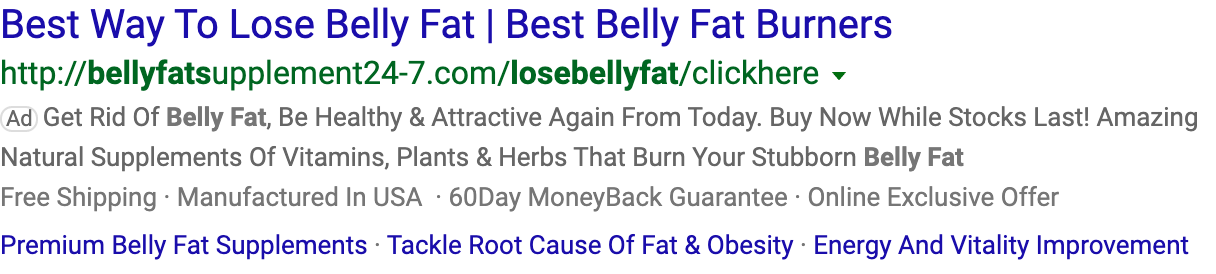 Best Way To Lose Belly Fat | Best Belly Fat Burners
http://bellyfatsupplement24-7.com/losebellyfat/clickhere
Ad Get Rid Of Belly Fat, Be Healthy & Attractive Again From Today. Buy Now While Stocks Last! Amazing
Natural Supplements Of Vitamins, Plants & Herbs That Burn Your Stubborn Belly Fat
Free Shipping · Manufactured In USA · 60Day MoneyBack Guarantee · Online Exclusive Offer
Premium Belly Fat Supplements · Tackle Root Cause Of Fat & Obesity · Energy And Vitality Improvement